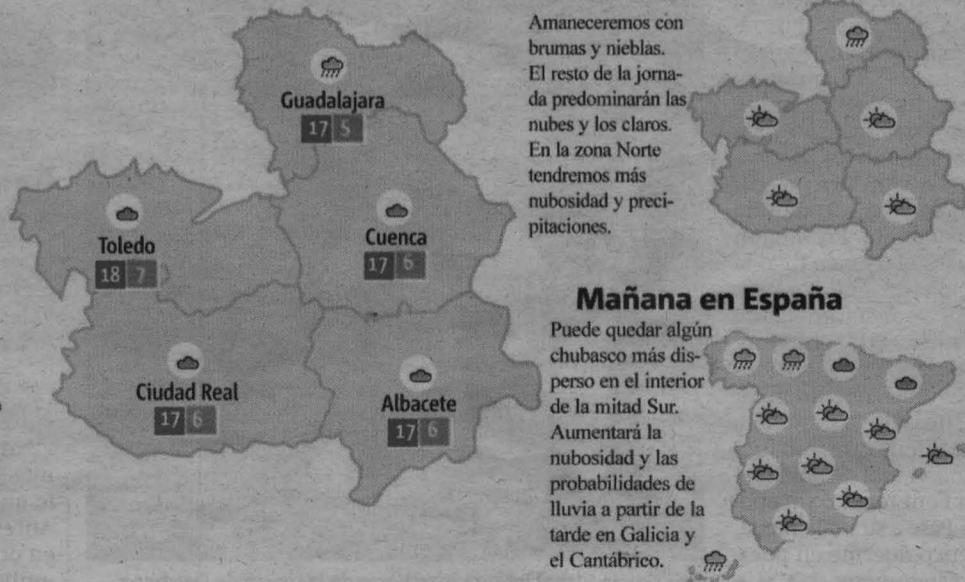 Guadalajara
17 5
Toledo
18 7
Cuenca
17 6
Ciudad Real
17 6
Albacete
17 6
Amaneceremos con
brumas y nieblas.
El resto de la jorna-
da predominarán las
nubes y los claros.
En la zona Norte
tendremos más
nubosidad y preci-
pitaciones.
Mañana en España
Puede quedar algún
chubasco más dis-
perso en el interior
de la mitad Sur.
Aumentará la
nubosidad y las
probabilidades de
lluvia a partir de la
tarde en Galicia y
el Cantábrico.